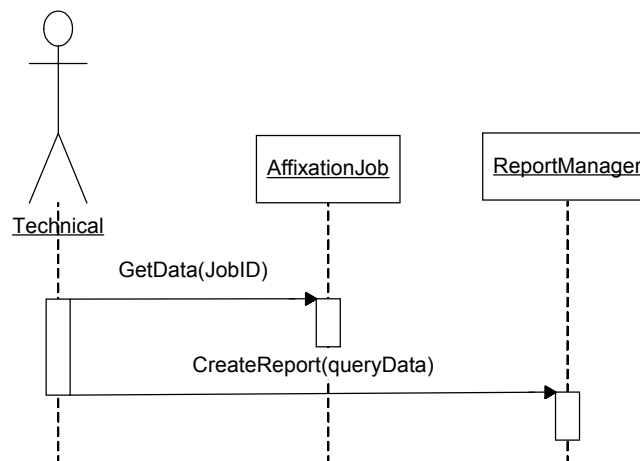 AffixationJob
ReportManager
Technical
GetData(JobID)
CreateReport(queryData)